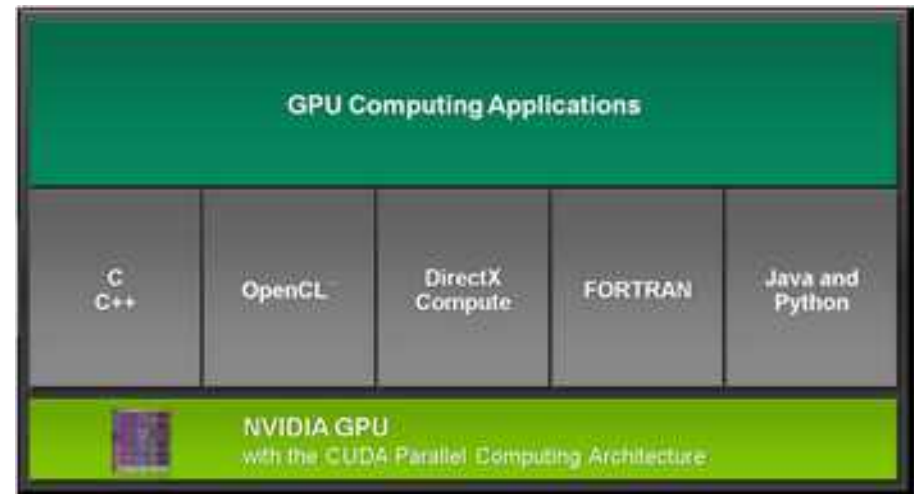 GPU Computing Applications
C
C++
OpenCL
DirectX
Compute
FORTRAN
Java and
Python
NVIDIA GPU
with the CUDA Parallel Computing Architecture